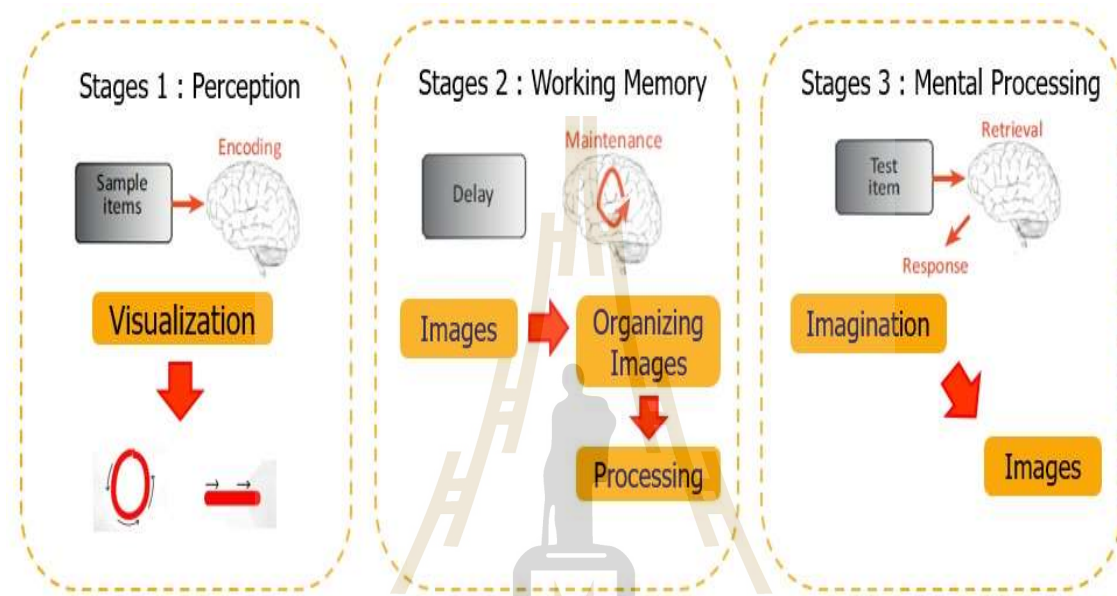 Stages 1 : Perception
Encoding
Sample
items
Visualization
Stages 2 : Working Memory
Maintenance
Delay
Images
Organizing
Images
Processing
Stages 3 : Mental Processing
Retrieval
Test
item
Response
Imagination
Images